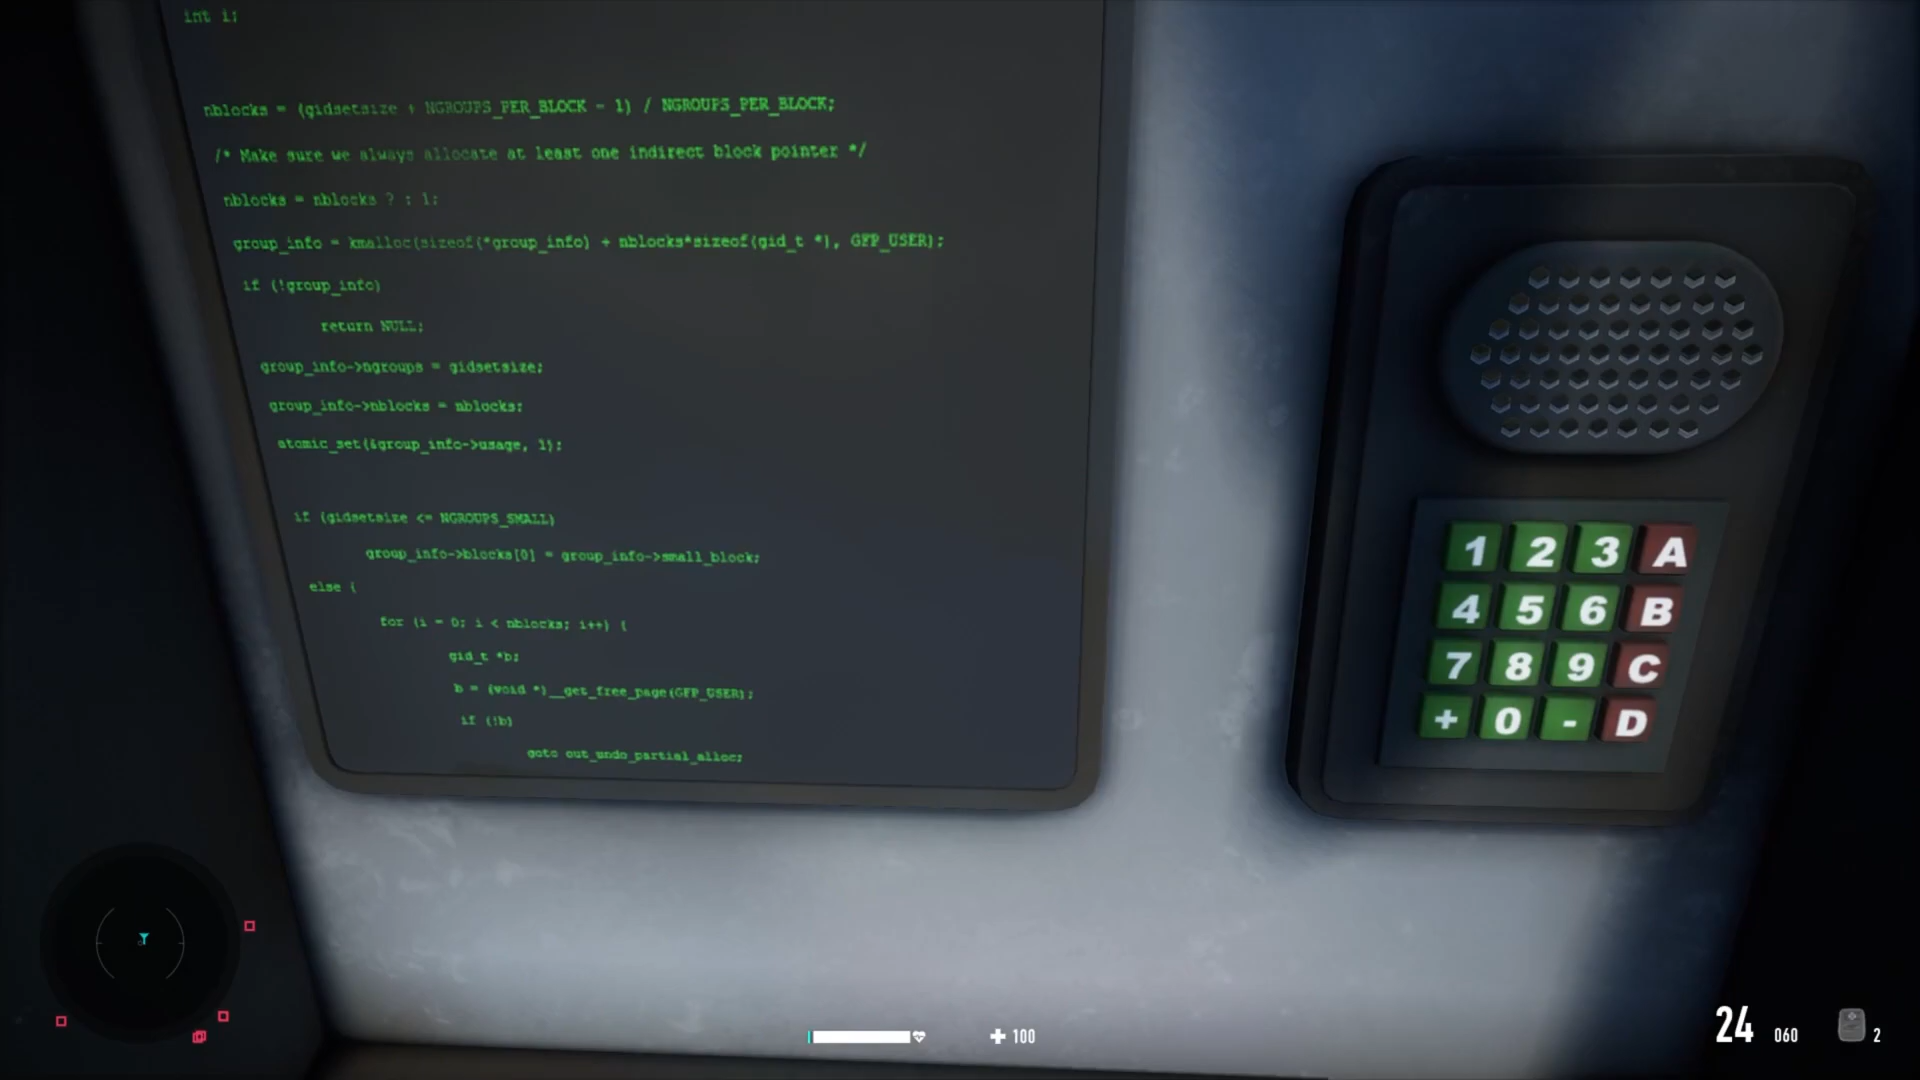 int i;
nblocks = (gidsetsize + NGROUPS_PER_BLOCK - 1) / NGROUPS_PER_BLOCK;
/* Make sure we always allocate at least one indirect block pointer */
nblocks = nblocks ? : 1;
group_info = kmalloc(sizeof(*group_info) + nblocks*sizeof(gid_t *), GFP_USER);
if (!group_info)
return NULL;
group_info->ngroups = gidsetsize;
group_info->nblocks = nblocks;
atomic_set(&group_info->usage, 1);
if (gidsetsize <= NGROUPS_SMALL)
group_info->blocks[0] = group_info->small_block;
else {
for (i = 0; i < nblocks; i++) {
gid_t *b;
b = (void *)__get_free_page(GFP_USER);
if (!b)
goto out_undo_partial_alloc;
1 2 3 A
4 5 6 B
7 8 9 C
+ 0 - D
100
24 060 2